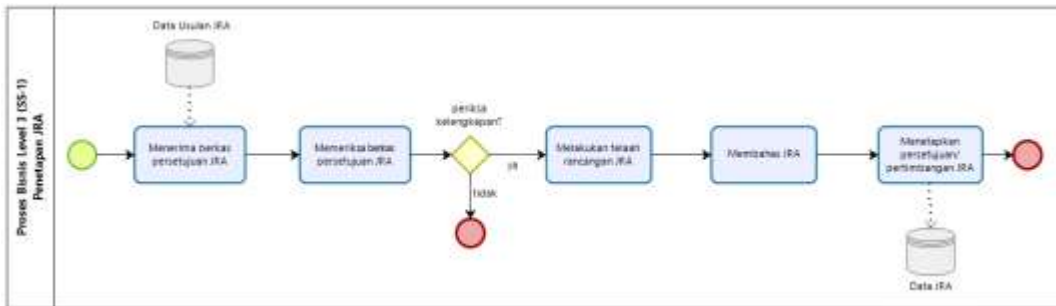 Proses Bisnis Level 3 (SS-1)
Penetapan JRA
Data Usulan JRA
Menerima berkas
persetujuan JRA
Memeriksa berkas
persetujuan JRA
periksa
kelengkapan?
ya
tidak
Melakukan telaah
rancangan JRA
Membahas JRA
Menetapkan
persetujuan/
pertimbangan JRA
Data JRA